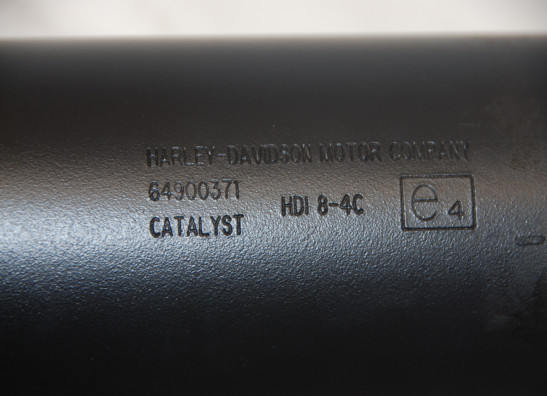 HARLEY-DAVIDSON MOTOR COMPANY
64900371
CATALYST HDI 8-4C e4